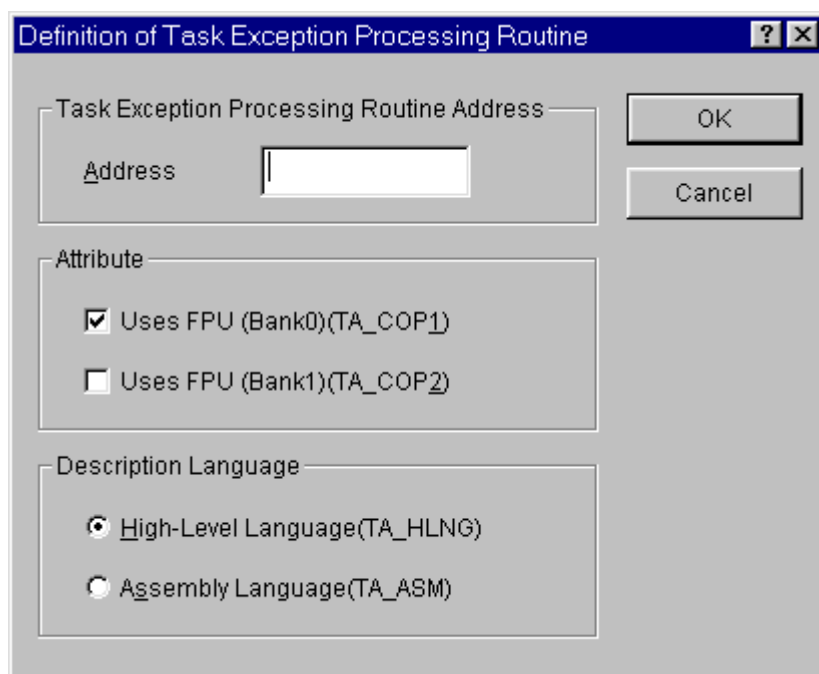 Definition of Task Exception Processing Routine
Task Exception Processing Routine Address
OK
Address
Cancel
Attribute
Uses FPU (Bank0)(TA_COP1)
Uses FPU (Bank1)(TA_COP2)
Description Language
High-Level Language(TA_HLNG)
Assembly Language(TA_ASM)